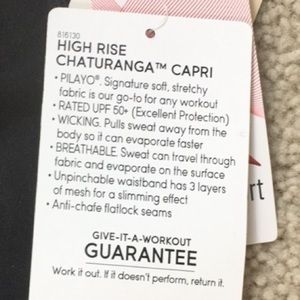 816130
HIGH RISE
CHATURANGA™ CAPRI
• PILAYO®. Signature soft, stretchy
fabric is our go-to for any workout
• RATED UPF 50+ (Excellent Protection)
• WICKING. Pulls sweat away from the
body so it can evaporate faster
• BREATHABLE. Sweat can travel through
fabric and evaporate on the surface
• Unpinchable waistband has 3 layers
of mesh for a slimming effect
• Anti-chafe flatlock seams
GIVE-IT-A-WORKOUT
GUARANTEE
Work it out. If it doesn't perform, return it.
rt